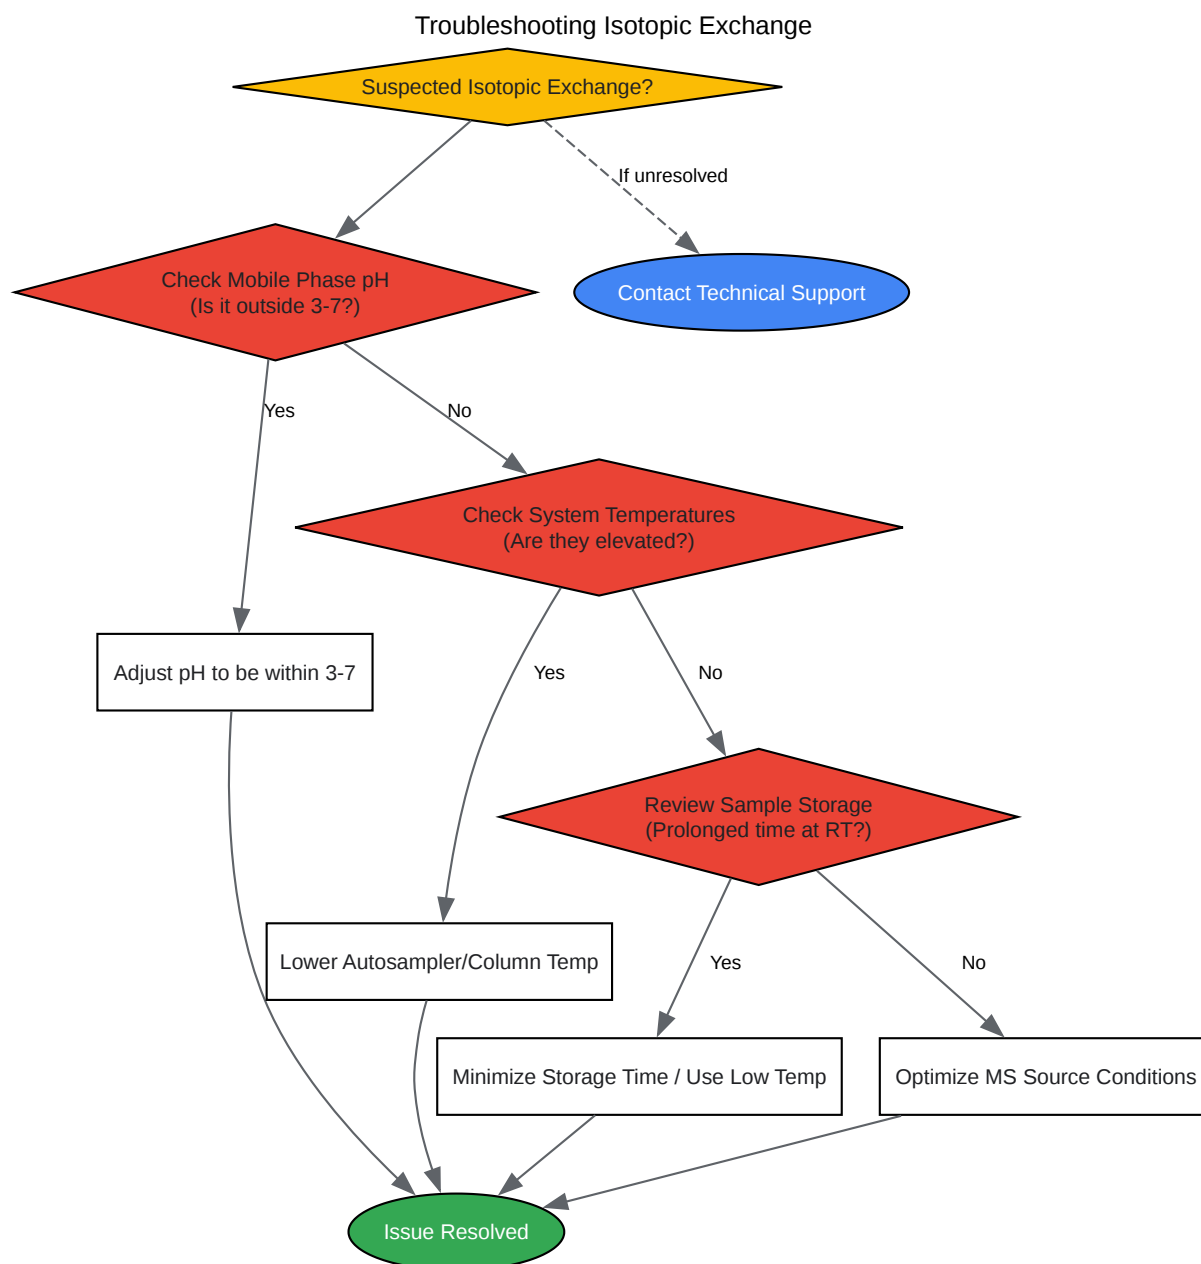 Troubleshooting Isotopic Exchange
Suspected Isotopic Exchange?
If unresolved
Check Mobile Phase pH
(Is it outside 3-7?)
Contact Technical Support
Yes
No
Check System Temperatures
(Are they elevated?)
Adjust pH to be within 3-7
Yes
No
Review Sample Storage
(Prolonged time at RT?)
Lower Autosampler/Column Temp
Yes
No
Minimize Storage Time / Use Low Temp
Optimize MS Source Conditions
Issue Resolved